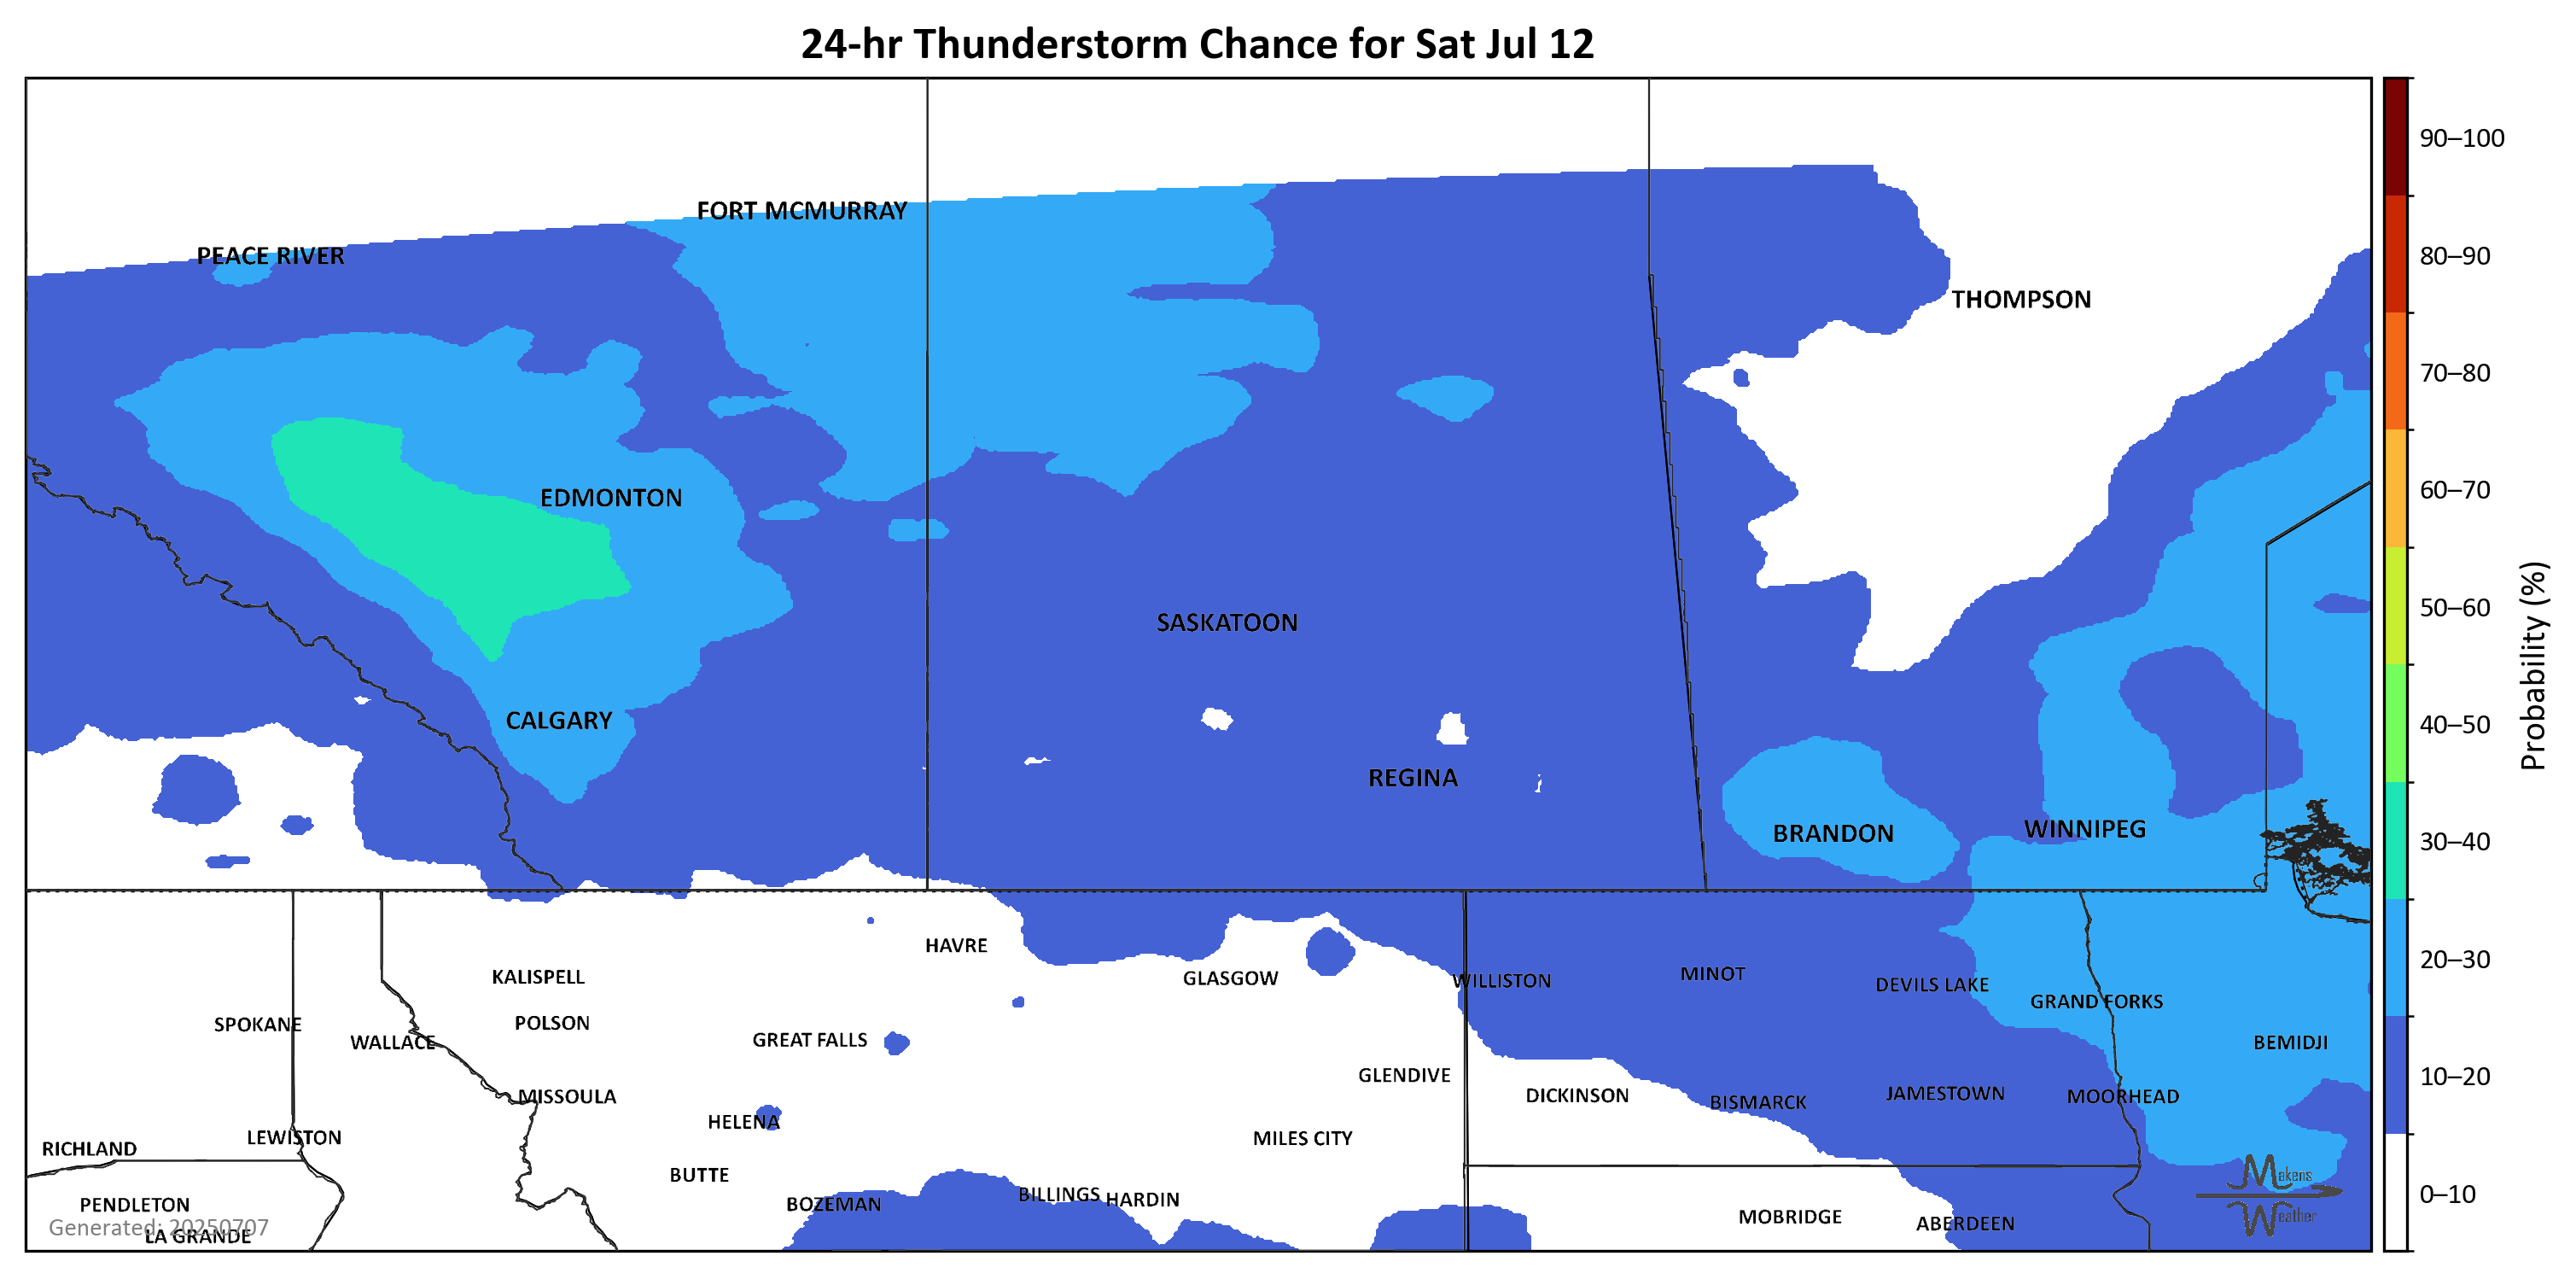 24-hr Thunderstorm Chance for Sat Jul 12
90–100
80–90
70–80
60–70
50–60
40–50
30–40
20–30
10–20
0–10
Probability (%)
FORT MCMURRAY
PEACE RIVER
THOMPSON
EDMONTON
SASKATOON
CALGARY
REGINA
BRANDON
WINNIPEG
HAVRE
KALISPELL
GLASGOW
WILLISTON
MINOT
DEVILS LAKE
GRAND FORKS
SPOKANE
POLSON
WALLACE
GREAT FALLS
BEMIDJI
GLENDIVE
MISSOULA
DICKINSON
BISMARCK
JAMESTOWN
MOORHEAD
HELENA
LEWISTON
MILES CITY
RICHLAND
BUTTE
PENDLETON
BOZEMAN
BILLINGS
HARDIN
MOBRIDGE
ABERDEEN
Generated: 20250707
LA GRANDE
Makens
Weather